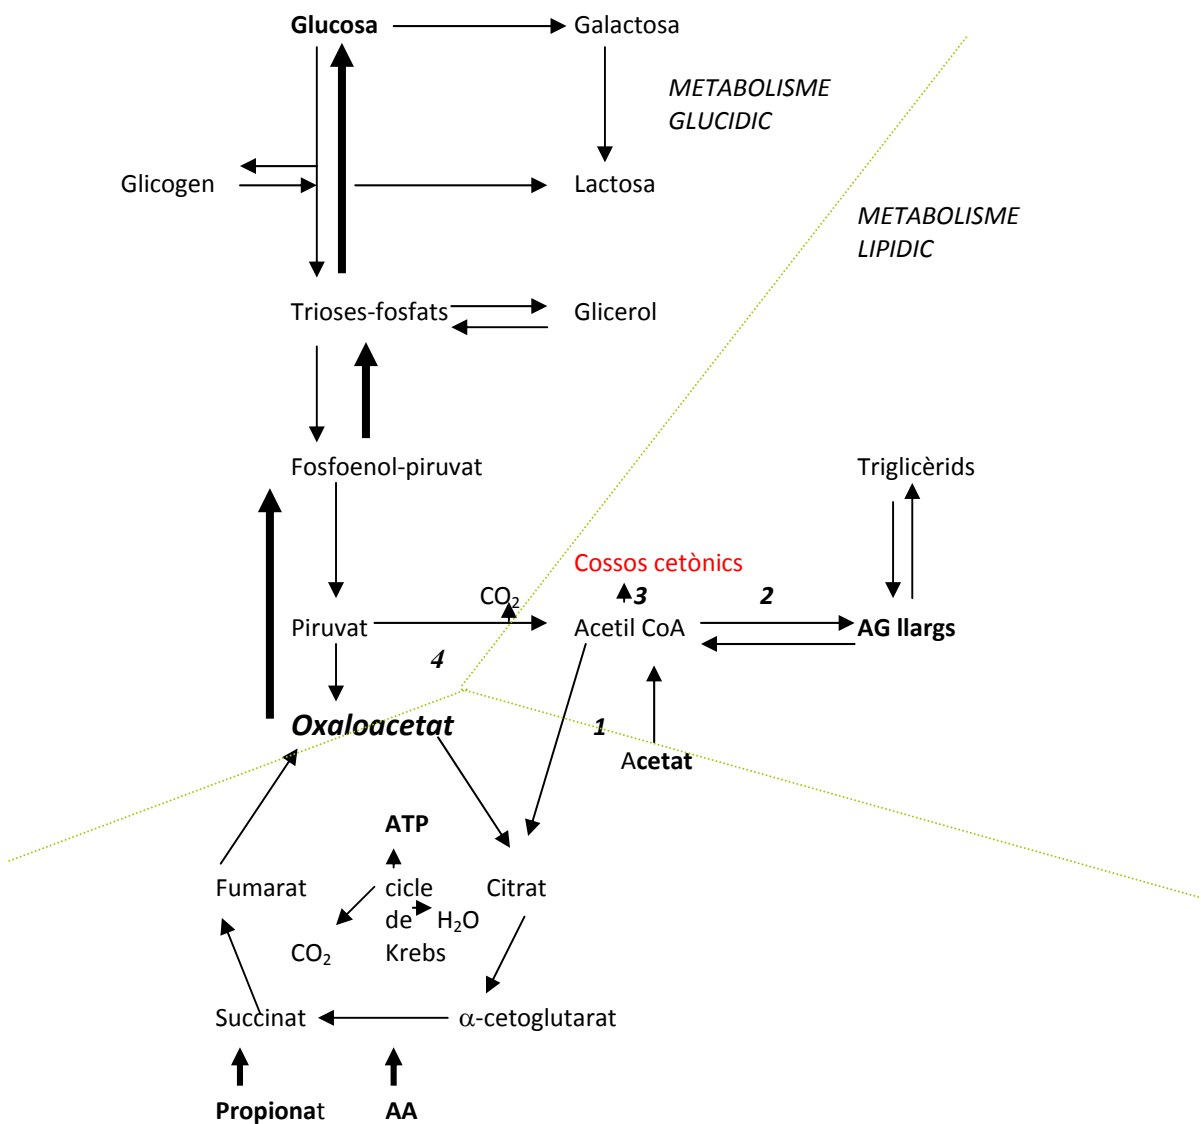 Glucosa
Galactosa
METABOLISME
GLUCIDIC
Glicogen
Lactosa
METABOLISME
LIPIDIC
Trioses-fosfats
Glicerol
Fosfoenol-piruvat
Triglicèrids
Cossos cetònics
CO₂
3
2
Piruvat
Acetil CoA
AG llargs
4
Oxaloacetat
1
Acetat
ATP
Fumarat
cicle
Citrat
de
H₂O
CO₂
Krebs
Succinat
α-cetoglutarat
Propionat
AA